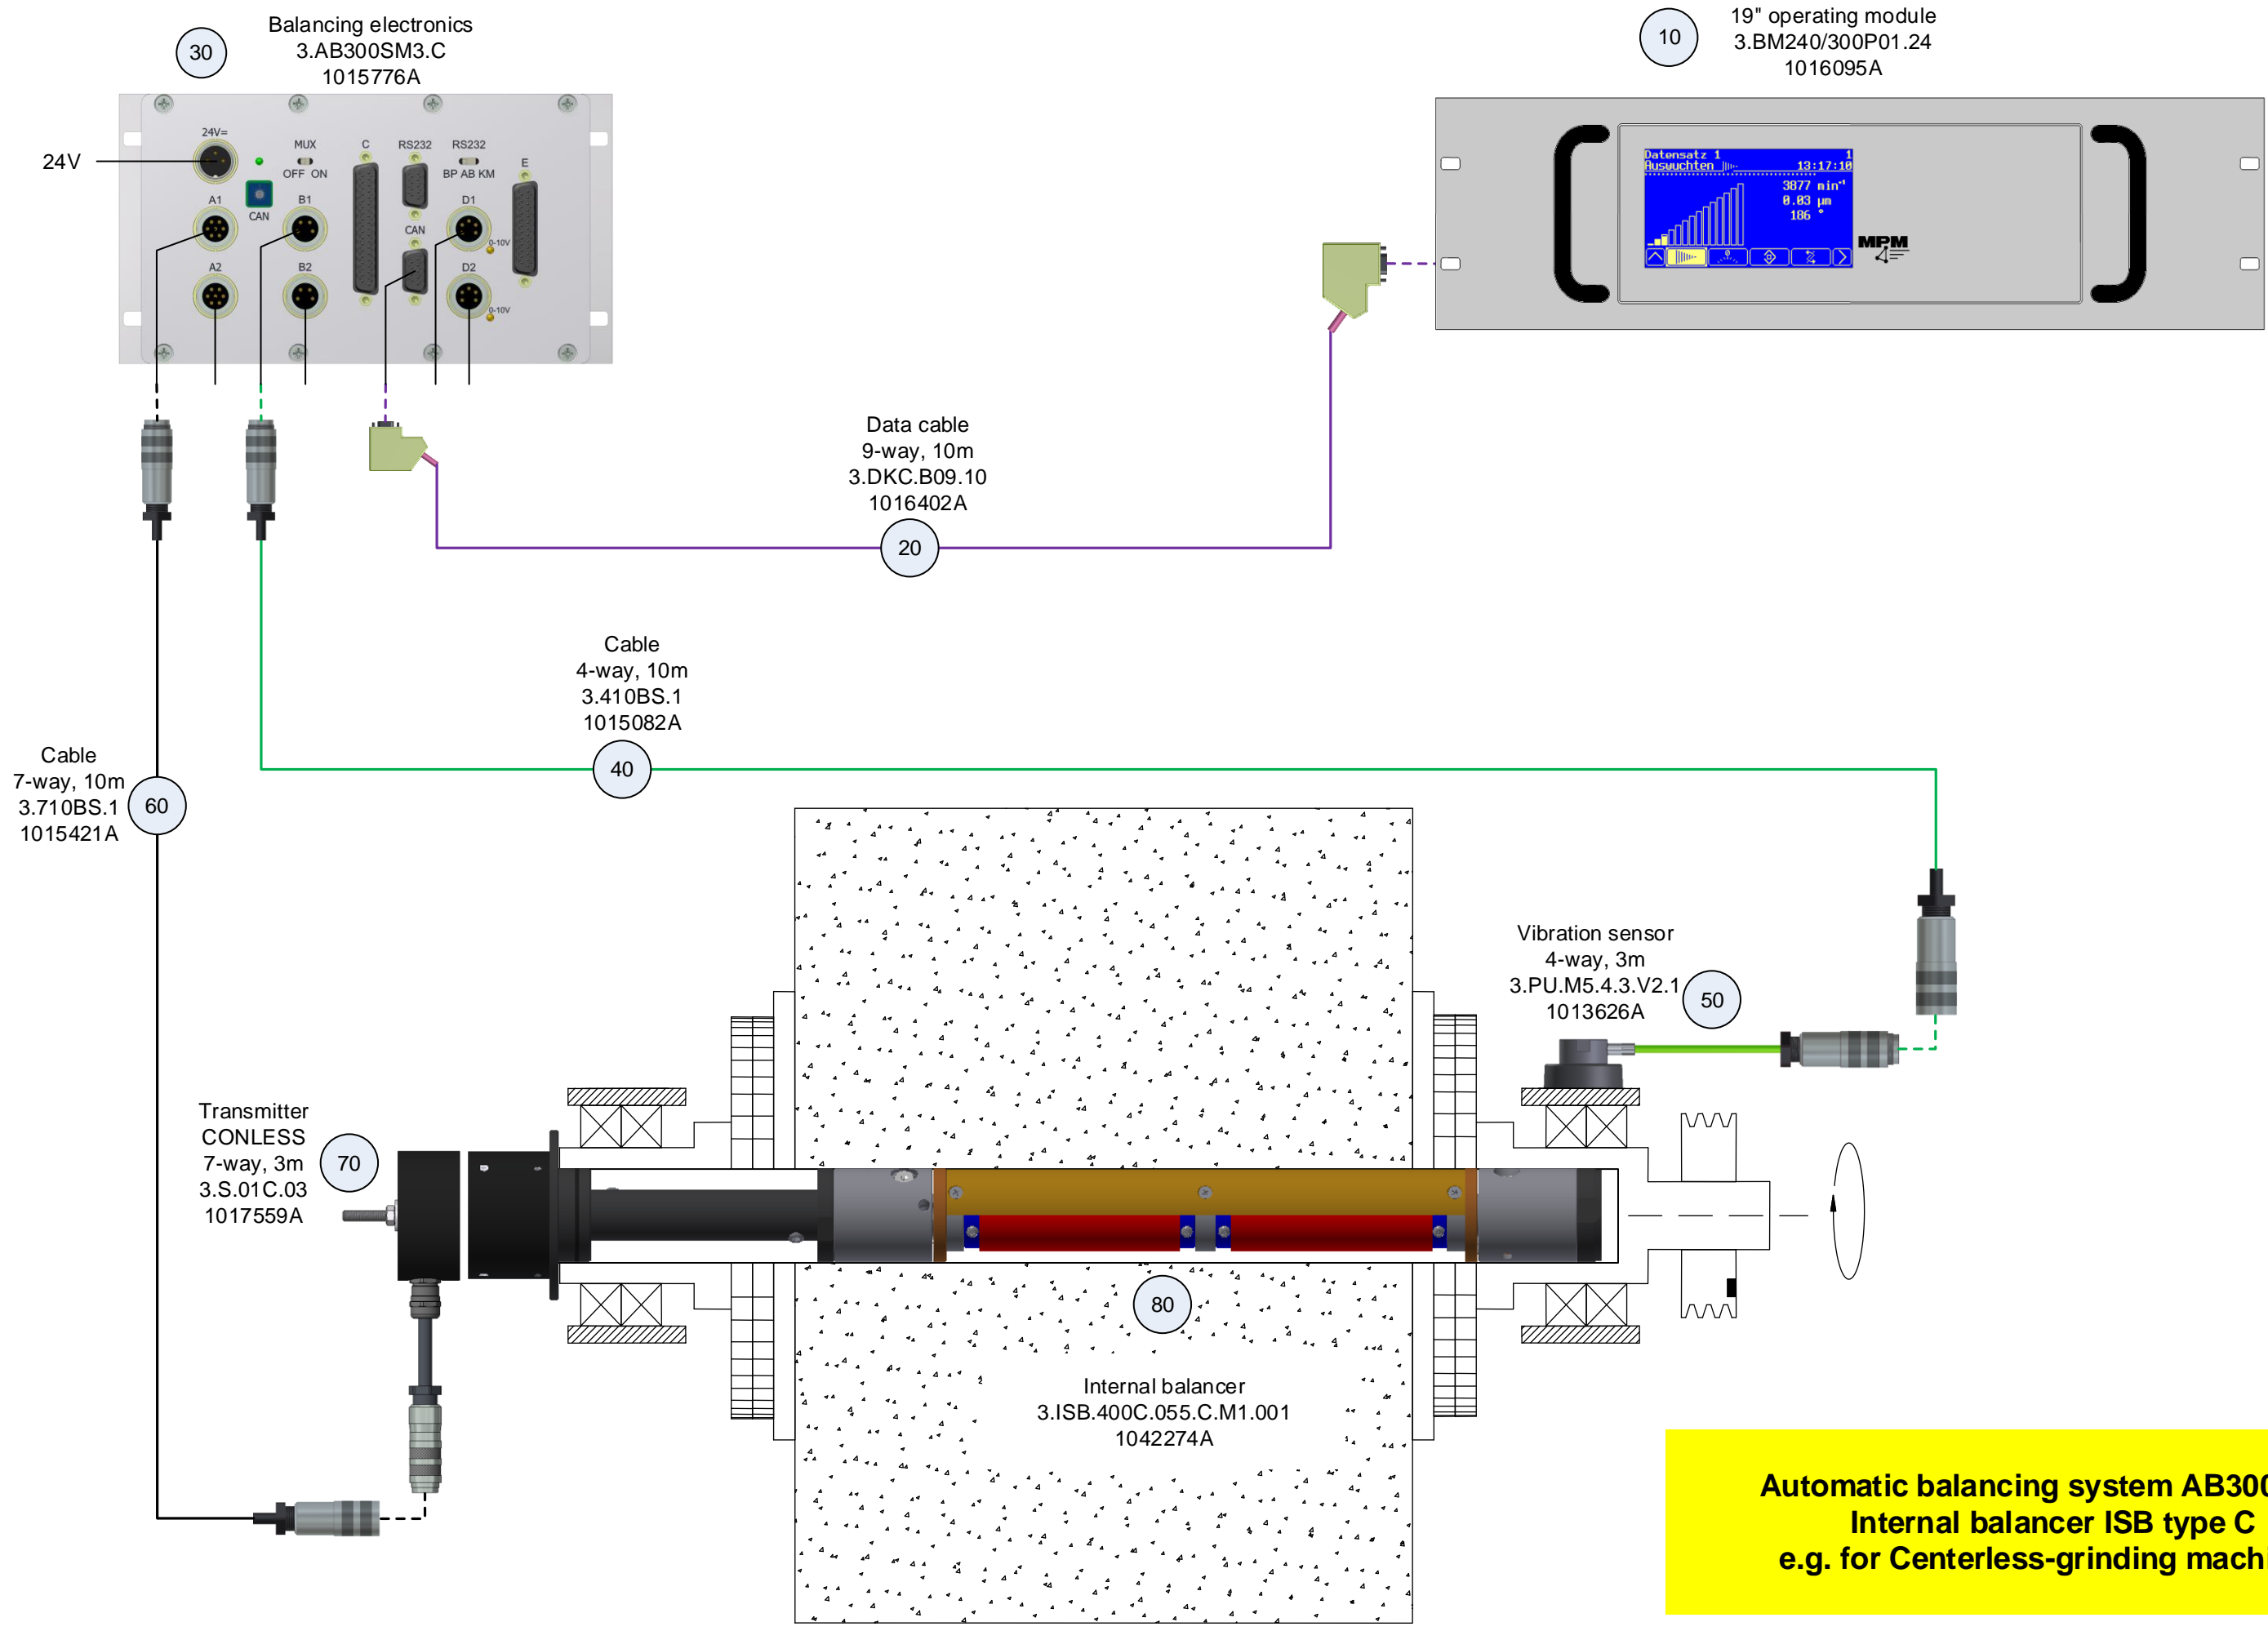 30
Balancing electronics
3.AB300SM3.C
1015776A
10
19" operating module
3.BM240/300P01.24
1016095A
24V
24V=
MUX
OFF ON
C
RS232
RS232
BP AB KM
E
A1
CAN
B1
CAN
D1
0-10V
A2
B2
D2
0-10V
Datensatz 1
1
Auswuchten
13:17:10
3877 min⁻¹
0.03 µm
186 °
MPM
Data cable
9-way, 10m
3.DKC.B09.10
1016402A
20
Cable
4-way, 10m
3.410BS.1
1015082A
40
Cable
7-way, 10m
3.710BS.1
1015421A
60
Vibration sensor
4-way, 3m
3.PU.M5.4.3.V2.1
1013626A
50
Transmitter
CONLESS
7-way, 3m
3.S.01C.03
1017559A
70
80
Internal balancer
3.ISB.400C.055.C.M1.001
1042274A
Automatic balancing system AB300
Internal balancer ISB type C
e.g. for Centerless-grinding machi